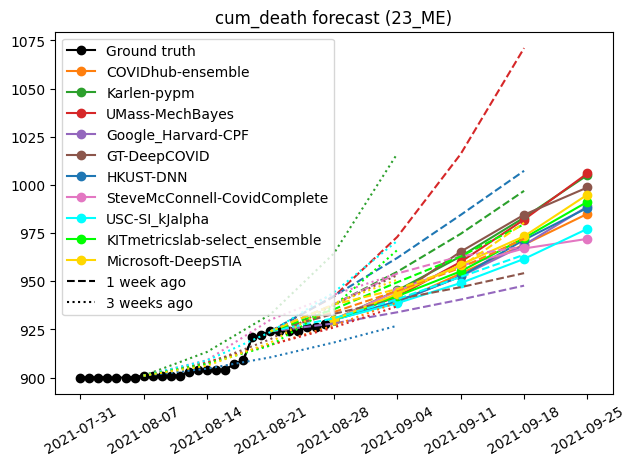 cum_death forecast (23_ME)
1075
1050
1025
1000
975
950
925
900
Ground truth
COVIDhub-ensemble
Karlen-pypm
UMass-MechBayes
Google_Harvard-CPF
GT-DeepCOVID
HKUST-DNN
SteveMcConnell-CovidComplete
USC-SI_kJalpha
KITmetricslab-select_ensemble
Microsoft-DeepSTIA
1 week ago
3 weeks ago
2021-07-31
2021-08-07
2021-08-14
2021-08-21
2021-08-28
2021-09-04
2021-09-11
2021-09-18
2021-09-25